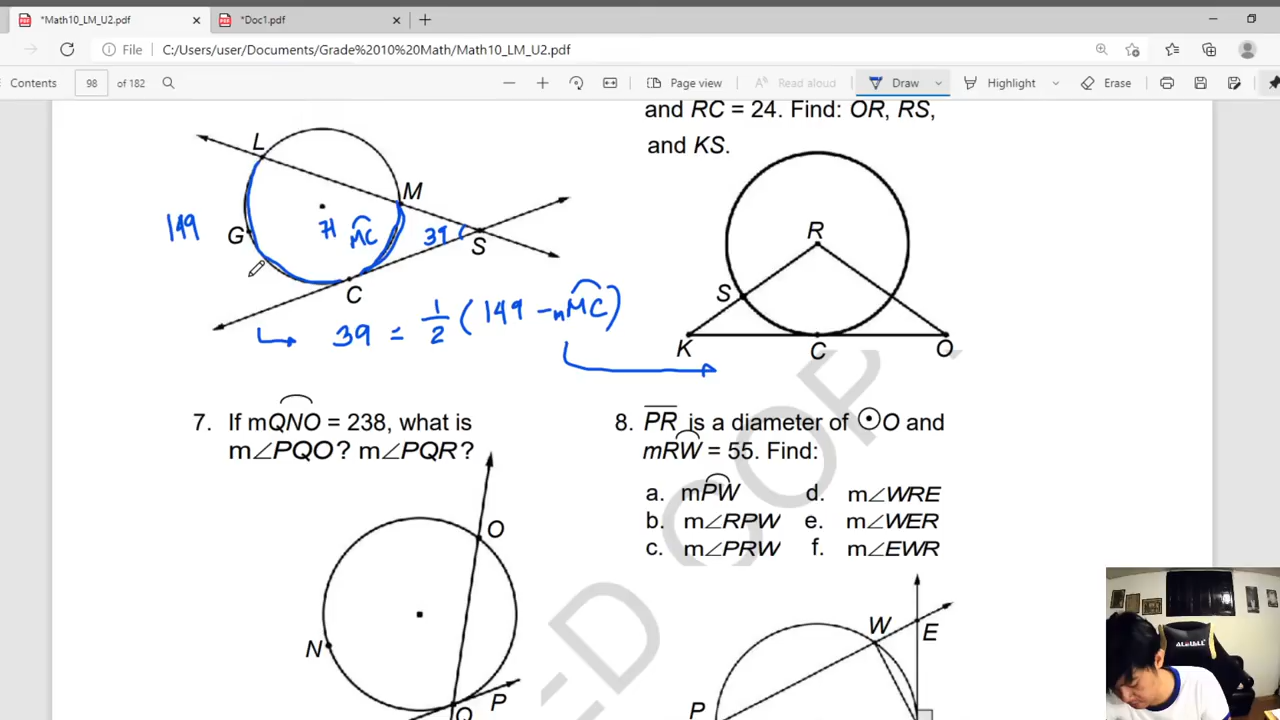 *Math10_LM_U2.pdf
*Doc1.pdf
File
C:/Users/user/Documents/Grade%2010%20Math/Math10_LM_U2.pdf
Contents
98
of 182
Page view
Read aloud
Draw
Highlight
Erase
and RC = 24. Find: OR, RS,
and KS.
L
M
149
G
71
MC
39
S
C
39 = 1/2 (149 - mMC)
R
S
K
C
O
7. If mQNO = 238, what is
m∠PQO? m∠PQR?
O
N
P
Q
8. PR is a diameter of ⊙O and
mRW = 55. Find:
a. mPW
d. m∠WRE
b. m∠RPW
e. m∠WER
c. m∠PRW
f. m∠EWR
W
E
P
D COP